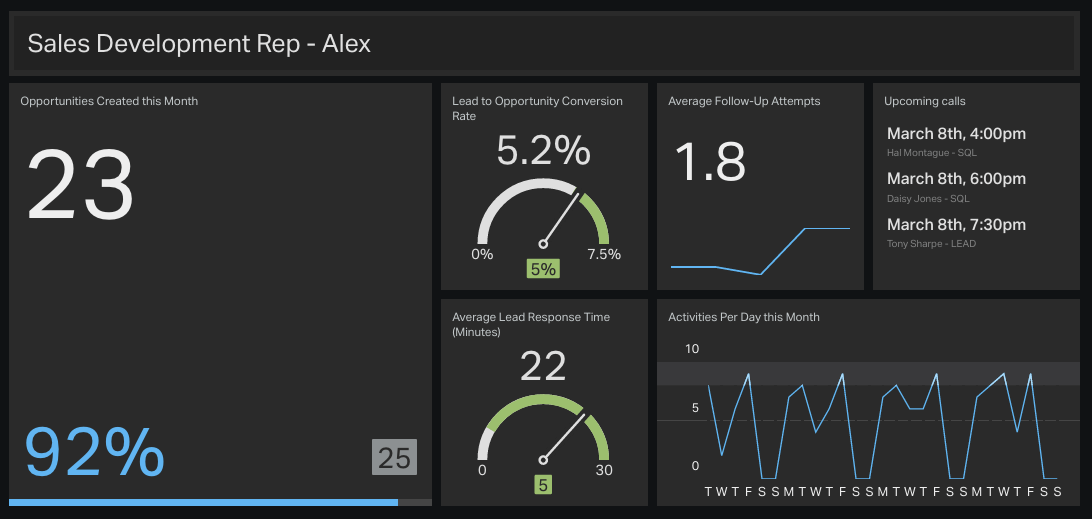 Sales Development Rep - Alex
Opportunities Created this Month
23
92%
25
Lead to Opportunity Conversion
Rate
5.2%
0%
7.5%
5%
Average Follow-Up Attempts
1.8
Upcoming calls
March 8th, 4:00pm
Hal Montague - SQL
March 8th, 6:00pm
Daisy Jones - SQL
March 8th, 7:30pm
Tony Sharpe - LEAD
Average Lead Response Time
(Minutes)
22
0
30
5
Activities Per Day this Month
10
5
0
T W T F S S M T W T F S S M T W T F S S M T W T F S S